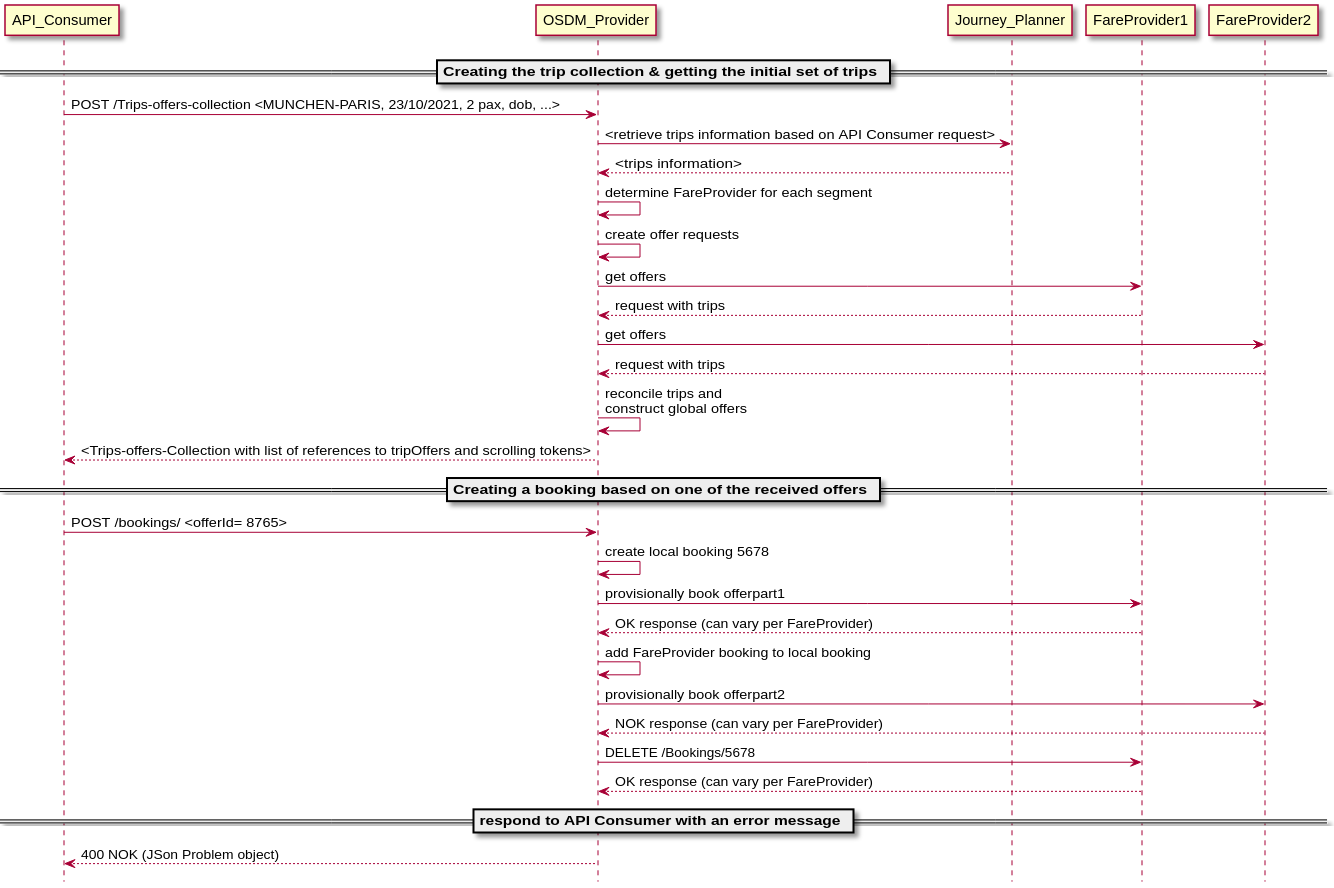 API_Consumer
OSDM_Provider
Journey_Planner
FareProvider1
FareProvider2
Creating the trip collection & getting the initial set of trips
POST /Trips-offers-collection <MUNCHEN-PARIS, 23/10/2021, 2 pax, dob, ...>
<retrieve trips information based on API Consumer request>
<trips information>
determine FareProvider for each segment
create offer requests
get offers
request with trips
get offers
request with trips
reconcile trips and
construct global offers
<Trips-offers-Collection with list of references to tripOffers and scrolling tokens>
Creating a booking based on one of the received offers
POST /bookings/ <offerId= 8765>
create local booking 5678
provisionally book offerpart1
OK response (can vary per FareProvider)
add FareProvider booking to local booking
provisionally book offerpart2
NOK response (can vary per FareProvider)
DELETE /Bookings/5678
OK response (can vary per FareProvider)
respond to API Consumer with an error message
400 NOK (JSon Problem object)